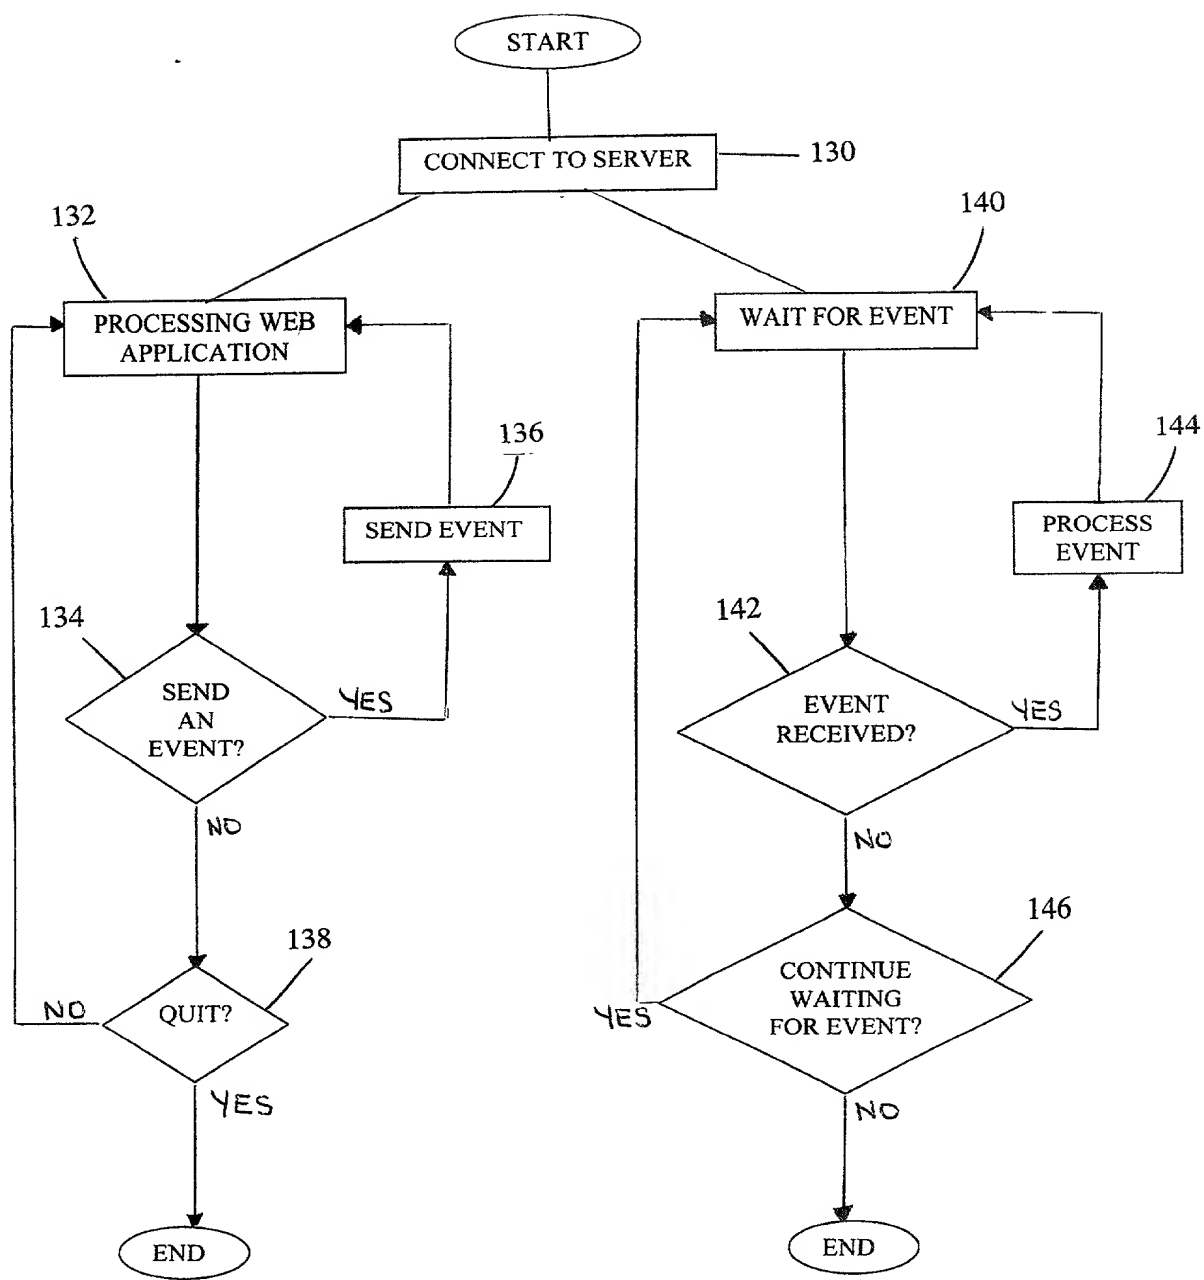 START
CONNECT TO SERVER
130
132
140
PROCESSING WEB
APPLICATION
WAIT FOR EVENT
136
144
SEND EVENT
PROCESS
EVENT
134
142
SEND
AN
EVENT?
YES
EVENT
RECEIVED?
YES
NO
NO
138
146
QUIT?
NO
CONTINUE
WAITING
FOR EVENT?
YES
YES
NO
END
END